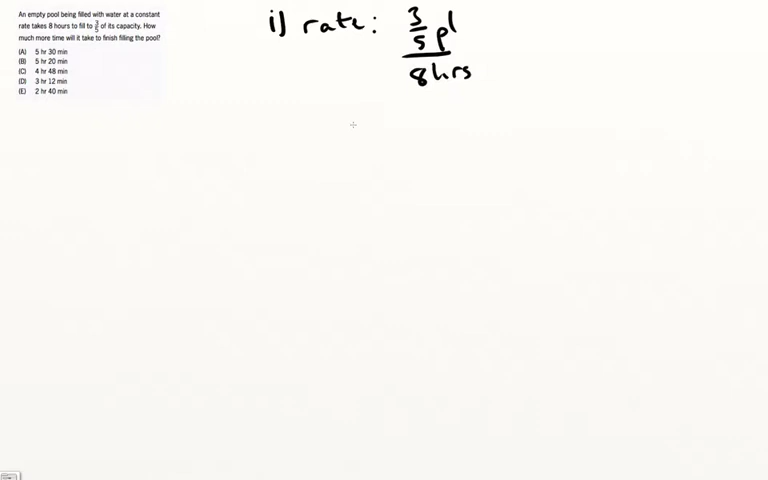 An empty pool being filled with water at a constant
rate takes 8 hours to fill to 3/5 of its capacity. How
much more time will it take to finish filling the pool?
(A) 5 hr 30 min
(B) 5 hr 20 min
(C) 4 hr 48 min
(D) 3 hr 12 min
(E) 2 hr 40 min
i) rate: 3/5 pl
8hrs